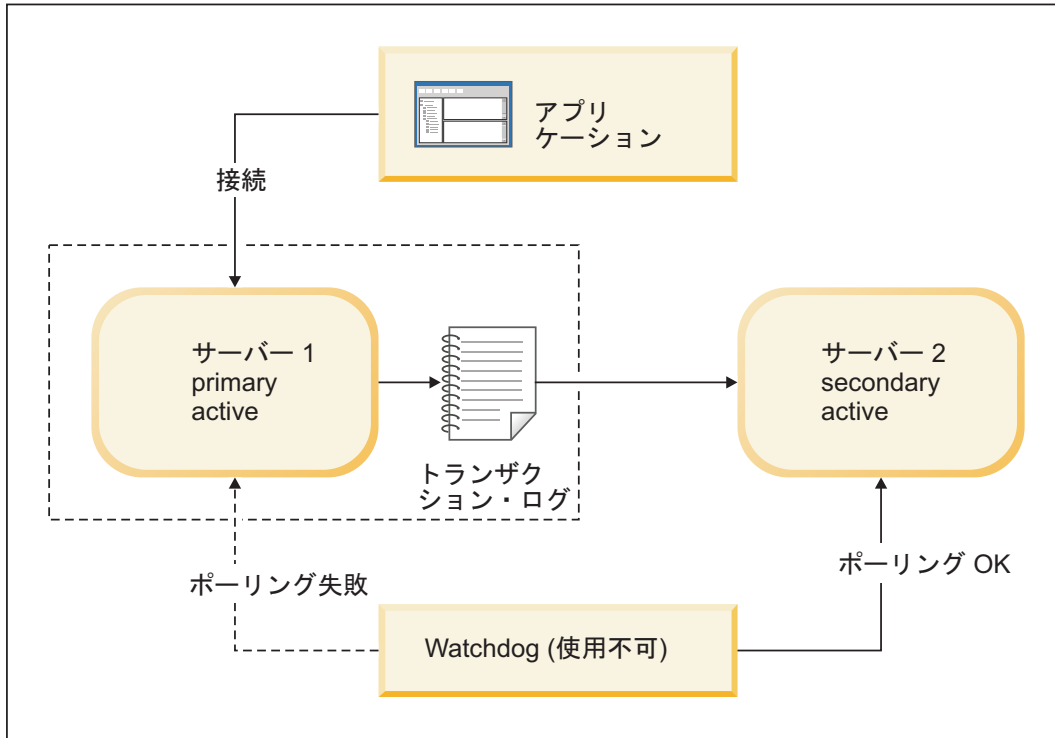 アプリ
ケーション
接続
サーバー 1
primary
active
トランザク
ション・ログ
サーバー 2
secondary
active
ポーリング失敗
ポーリング OK
Watchdog (使用不可)